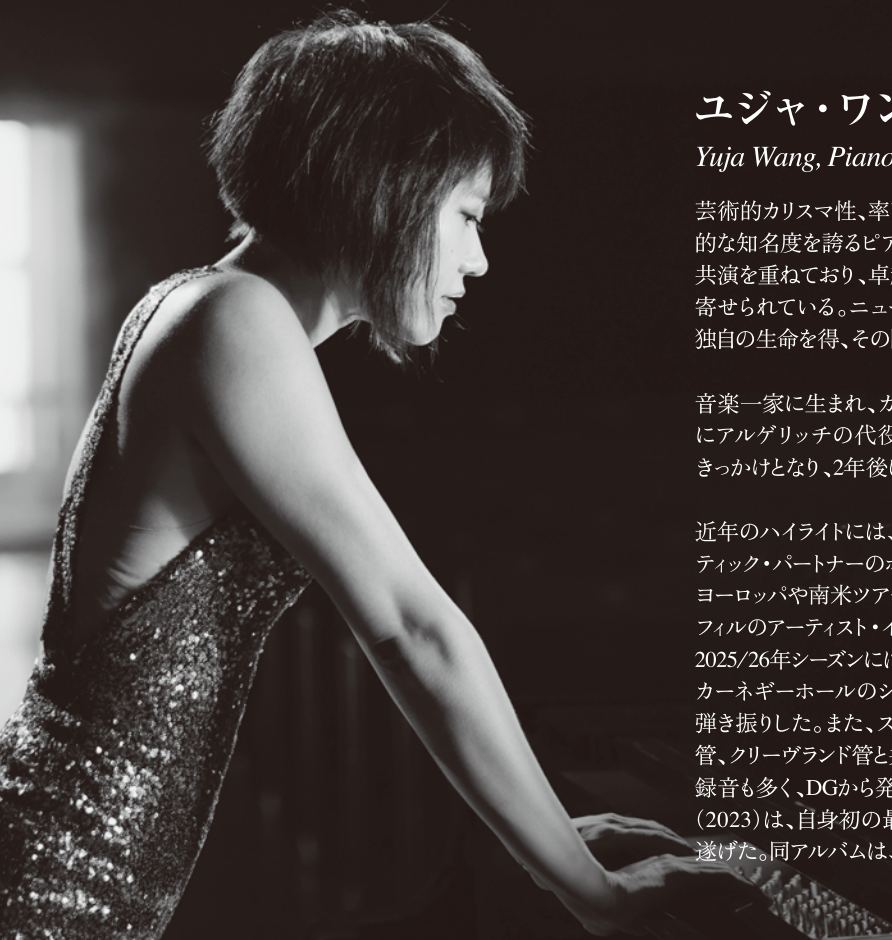 ユジャ・ワン
Yuja Wang, Piano
芸術的カリスマ性、率
的な知名度を誇るピア
共演を重ねており、卓
寄せられている。ニュー
独自の生命を得、その
音楽一家に生まれ、カ
にアルゲリッチの代役
きっかけとなり、2年後
近年のハイライトには、
ティック・パートナーの
ヨーロッパや南米ツアー
フィルのアーティスト・イ
2025/26年シーズンに
カーネギーホールのシ
弾き振りした。また、ス
管、クリーヴランド管と
録音も多く、DGから発
（2023）は、自身初の最
遂げた。同アルバムは、